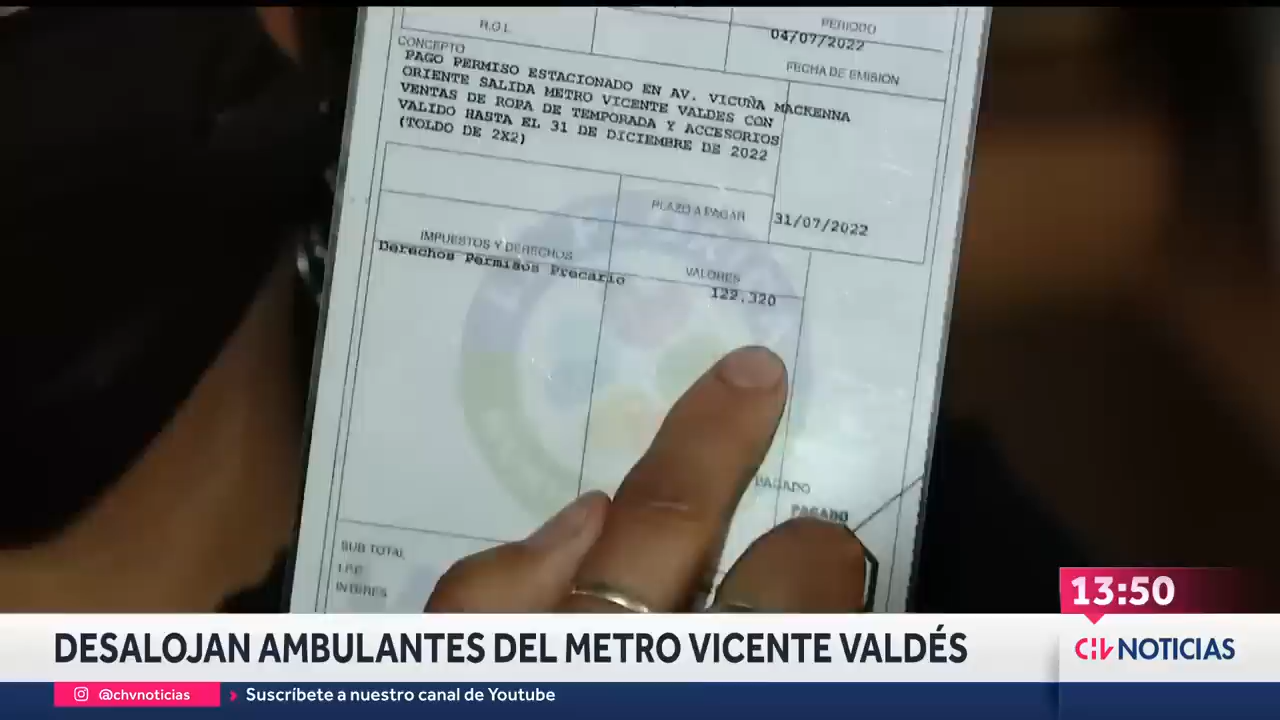 R.O.L.
PERIODO
04/07/2022
FECHA DE EMISION
CONCEPTO
PAGO PERMISO ESTACIONADO EN AV. VICUÑA MACKENNA
ORIENTE SALIDA METRO VICENTE VALDES CON
VENTAS DE ROPA DE TEMPORADA Y ACCESORIOS
VALIDO HASTA EL 31 DE DICIEMBRE DE 2022
(TOLDO DE 2X2)
PLAZO A PAGAR
31/07/2022
IMPUESTOS Y DERECHOS
VALORES
Derechos Permisos Precario
122.320
PAGADO
SUB TOTAL
I.P.C.
INTERES
13:50
DESALOJAN AMBULANTES DEL METRO VICENTE VALDÉS
CHV NOTICIAS
@chvnoticias
Suscríbete a nuestro canal de Youtube